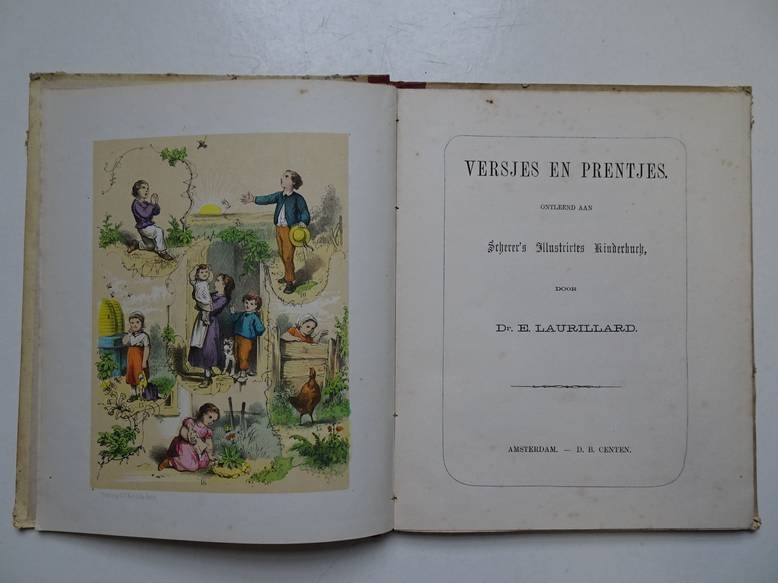 VERSJES EN PRENTJES.
ONTLEEND AAN
Scherer's Illustrirtes Kinderbuch,
DOOR
Dr. E. LAURILLARD.
AMSTERDAM. — D. B. CENTEN.